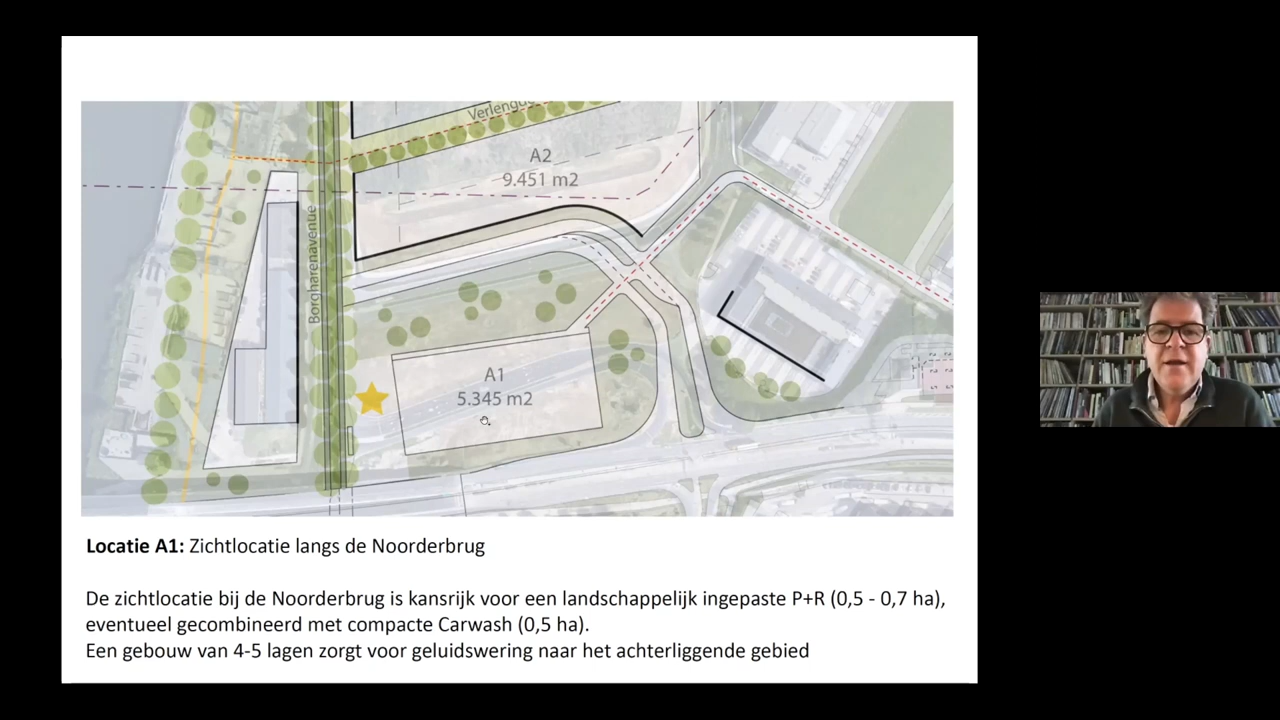 Verlengde
A2
9.451 m2
Borgharenavenue
A1
5.345 m2
Locatie A1: Zichtlocatie langs de Noorderbrug
De zichtlocatie bij de Noorderbrug is kansrijk voor een landschappelijk ingepaste P+R (0,5 - 0,7 ha),
eventueel gecombineerd met compacte Carwash (0,5 ha).
Een gebouw van 4-5 lagen zorgt voor geluidswering naar het achterliggende gebied